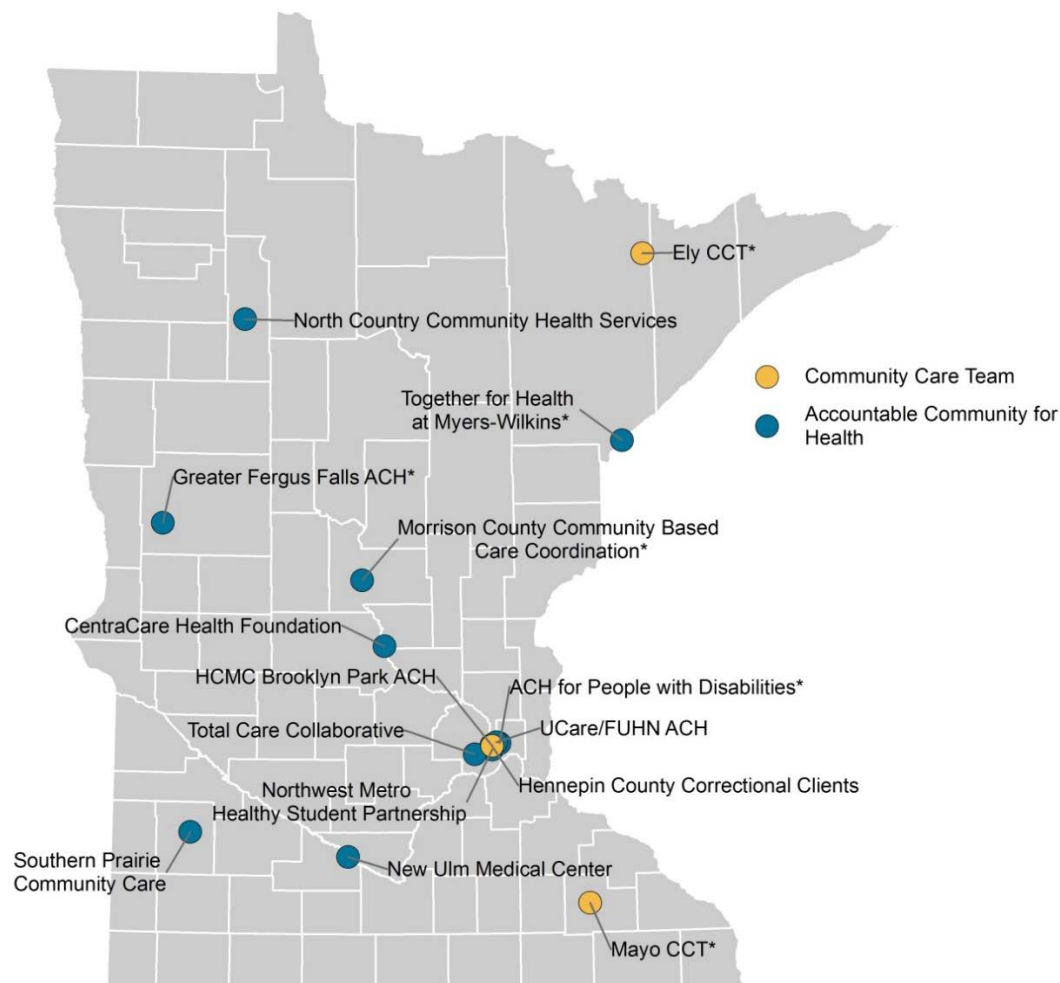 Ely CCT*
North Country Community Health Services
Community Care Team
Together for Health
at Myers-Wilkins*
Accountable Community for
Health
Greater Fergus Falls ACH*
Morrison County Community Based
Care Coordination*
CentraCare Health Foundation
HCMC Brooklyn Park ACH
ACH for People with Disabilities*
Total Care Collaborative
UCare/FUHN ACH
Hennepin County Correctional Clients
Northwest Metro
Healthy Student Partnership
Southern Prairie
Community Care
New Ulm Medical Center
Mayo CCT*